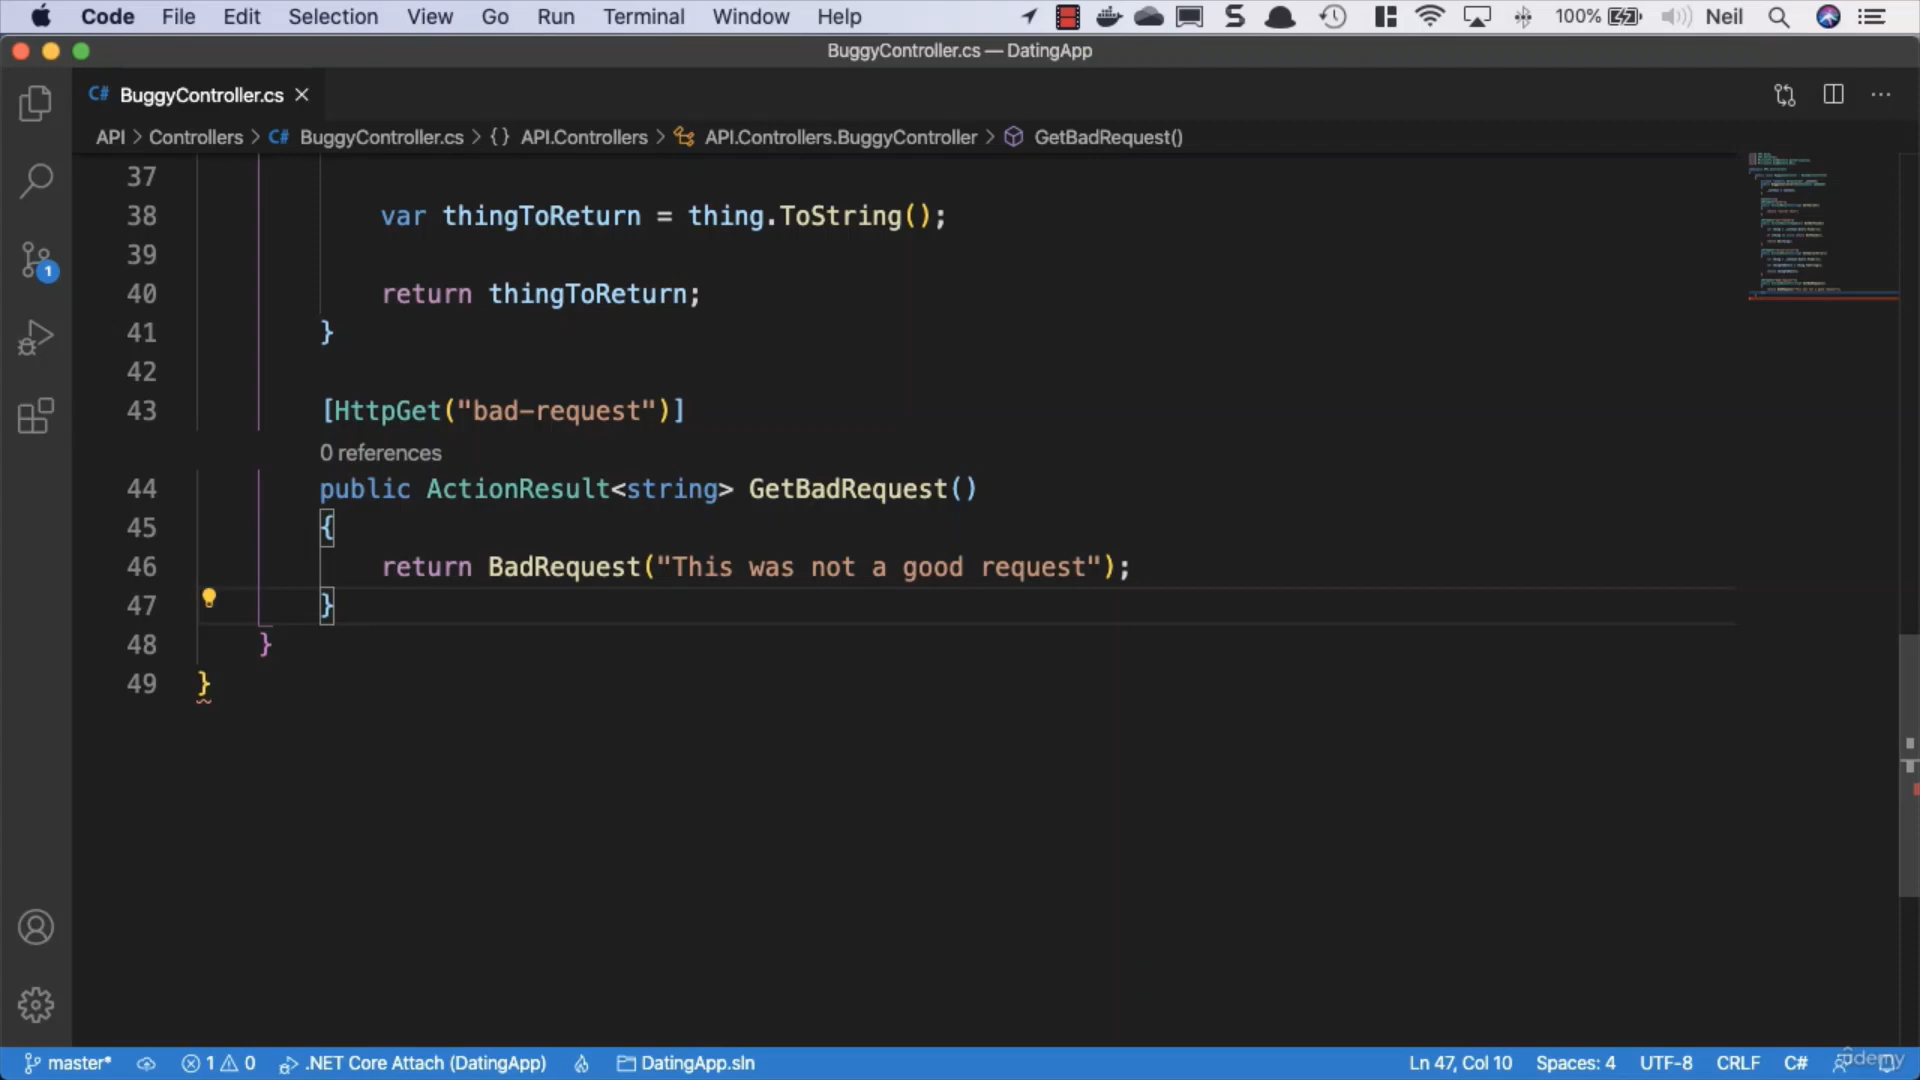 Code File Edit Selection View Go Run Terminal Window Help 100% Neil
BuggyController.cs — DatingApp
C# BuggyController.cs
API > Controllers > C# BuggyController.cs > {} API.Controllers > API.Controllers.BuggyController > GetBadRequest()
37
38 var thingToReturn = thing.ToString();
39
40 return thingToReturn;
41 }
42
43 [HttpGet("bad-request")]
0 references
44 public ActionResult<string> GetBadRequest()
45 {
46 return BadRequest("This was not a good request");
47 }
48 }
49 }
1
master* 1 0 .NET Core Attach (DatingApp) DatingApp.sln Ln 47, Col 10 Spaces: 4 UTF-8 CRLF C#
udemy